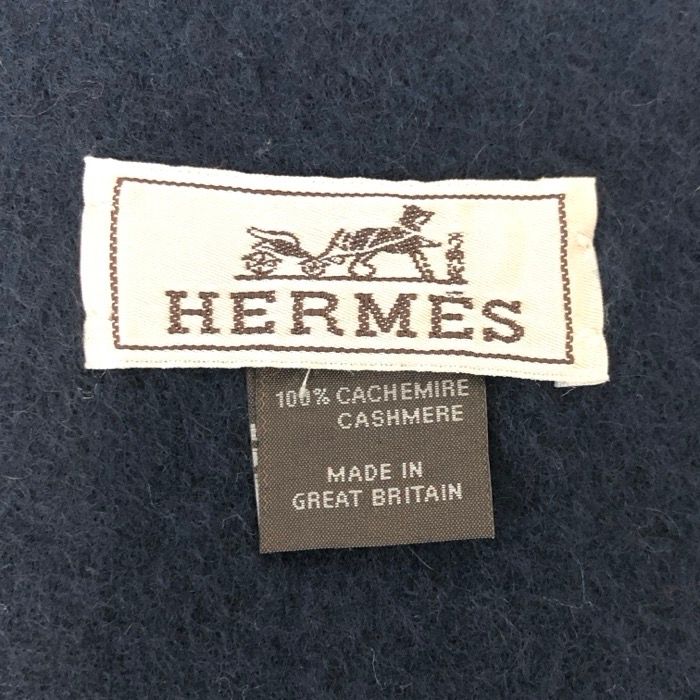 HERMÈS
100% CACHEMIRE
CASHMERE
MADE IN
GREAT BRITAIN